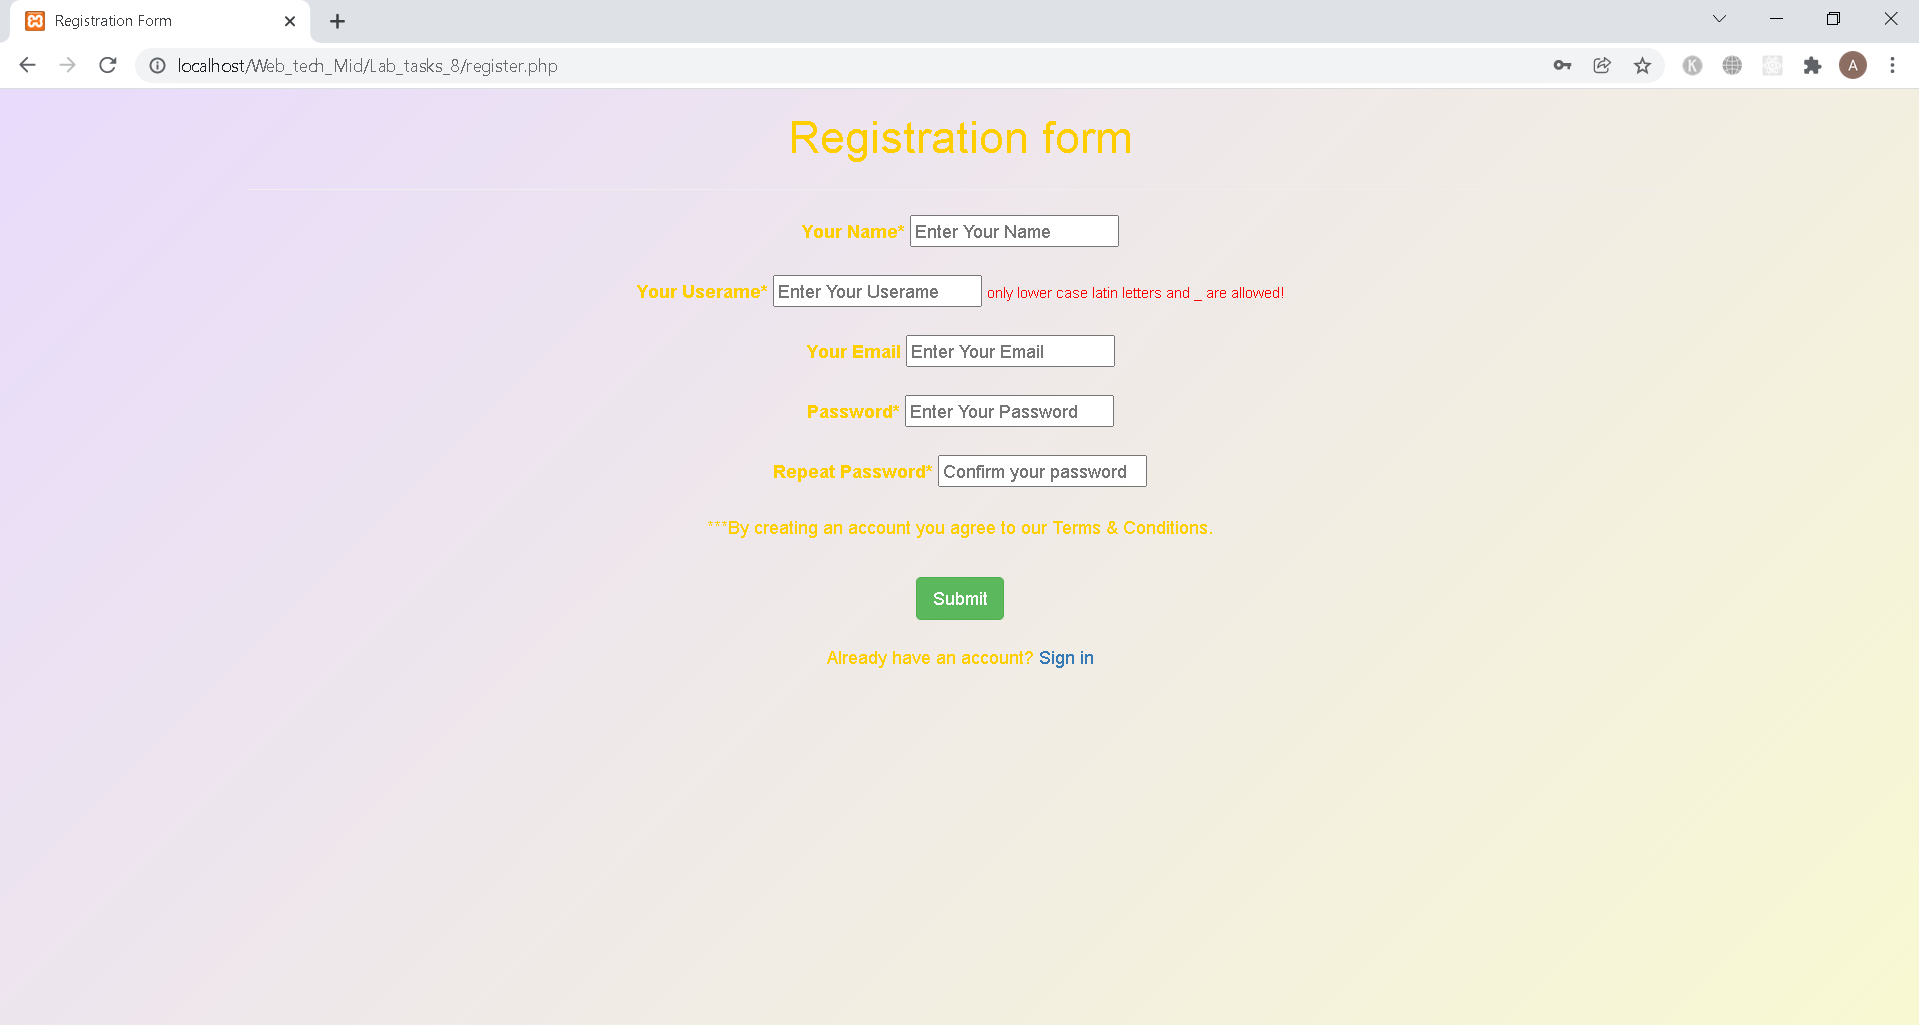 Registration Form
localhost/Web_tech_Mid/Lab_tasks_8/register.php
K
A
Registration form
Your Name* Enter Your Name
Your Userame* Enter Your Userame only lower case latin letters and _ are allowed!
Your Email Enter Your Email
Password* Enter Your Password
Repeat Password* Confirm your password
***By creating an account you agree to our Terms & Conditions.
Submit
Already have an account? Sign in